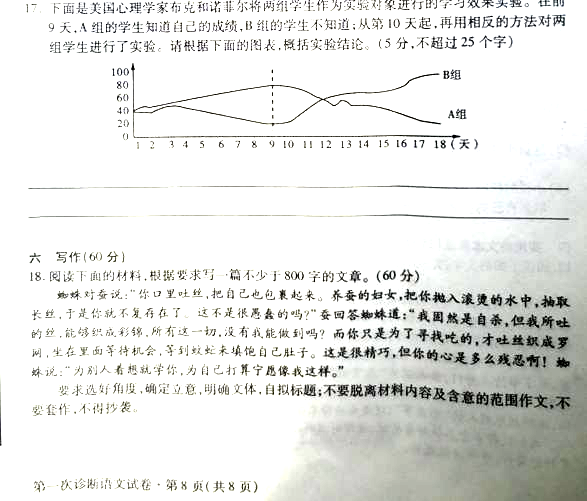 17. 下面是美国心理学家布克和诺菲尔将两组学生作为实验对象进行的学习效果实验。在前
9天,A组的学生知道自己的成绩,B组的学生不知道;从第10天起,再用相反的方法对两
组学生进行了实验。请根据下面的图表,概括实验结论。(5分,不超过25个字)
100
80
60
40
20
0
B组
A组
1 2 3 4 5 6 7 8 9 10 11 12 13 14 15 16 17 18(天)
六 写作(60分)
18.阅读下面的材料,根据要求写一篇不少于800字的文章。(60分)
蜘蛛对蚕说:“你口里吐丝,把自己也包裹起来。养蚕的妇女,把你抛入滚烫的水中,抽取
长丝,于是你就不复存在了。这不是很愚蠢的吗?”蚕回答蜘蛛道:“我固然是自杀,但我所吐
的丝,能够织成彩锦,所有这一切,没有我能做到吗?而你只是为了寻找吃的,才吐丝织成罗
网,坐在里面等待机会,等到蚊虻来填饱自己肚子。这是很精巧,但你的心是多么残忍啊!蜘
蛛说:“为别人着想就学你,为自己打算宁愿像我这样。”
要求选好角度,确定立意,明确文体,自拟标题;不要脱离材料内容及含意的范围作文,不
要套作,不得抄袭。
第一次诊断语文试卷·第8页(共8页)